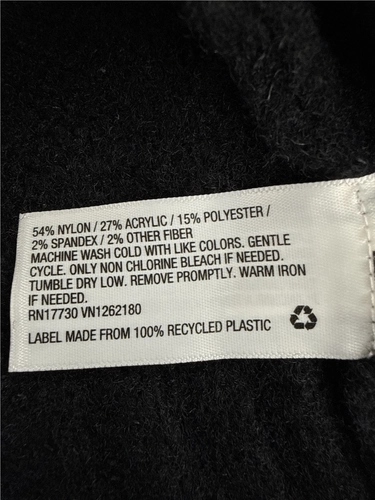 54% NYLON / 27% ACRYLIC / 15% POLYESTER /
2% SPANDEX / 2% OTHER FIBER
MACHINE WASH COLD WITH LIKE COLORS. GENTLE
CYCLE. ONLY NON CHLORINE BLEACH IF NEEDED.
TUMBLE DRY LOW. REMOVE PROMPTLY. WARM IRON
IF NEEDED.
RN17730 VN1262180
LABEL MADE FROM 100% RECYCLED PLASTIC